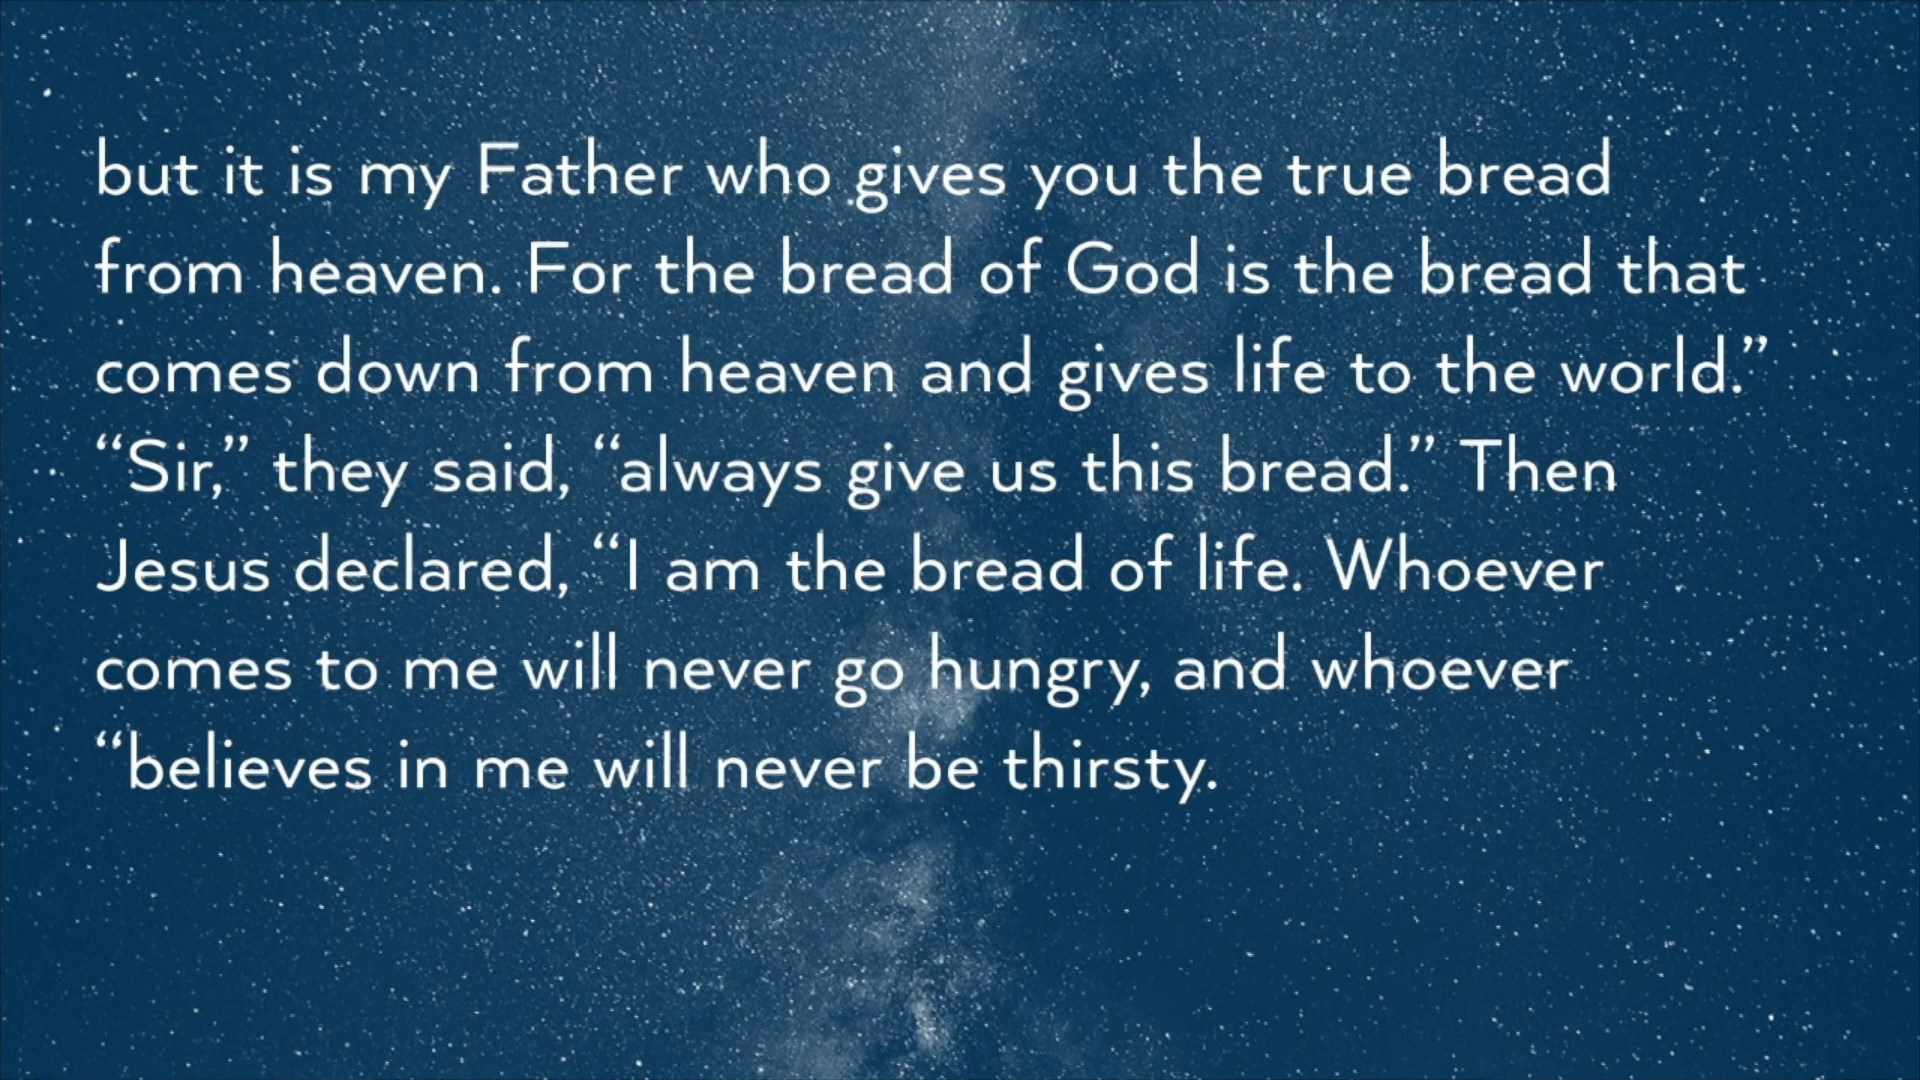 but it is my Father who gives you the true bread
from heaven. For the bread of God is the bread that
comes down from heaven and gives life to the world.”
“Sir,” they said, “always give us this bread.” Then
Jesus declared, “I am the bread of life. Whoever
comes to me will never go hungry, and whoever
“believes in me will never be thirsty.